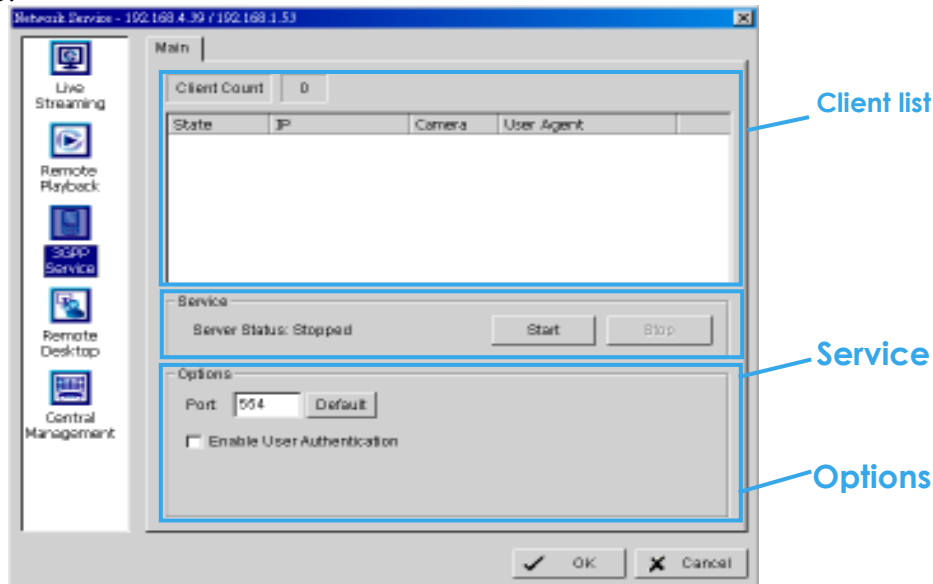 Network Service - 192.168.4.39 / 192.168.1.53
Live
Streaming
Remote
Playback
3GPP
Service
Remote
Desktop
Central
Management
Main
Client Count 0
State IP Camera User Agent
Service
Server Status: Stopped Start Stop
Options
Port 554 Default
Enable User Authentication
OK Cancel
Client list
Service
Options